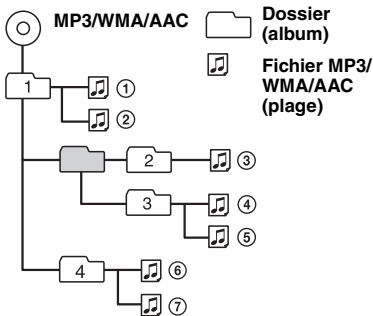 MP3/WMA/AAC
Dossier
(album)
Fichier MP3/
WMA/AAC
(plage)
1
①
②
2
③
3
④
⑤
4
⑥
⑦